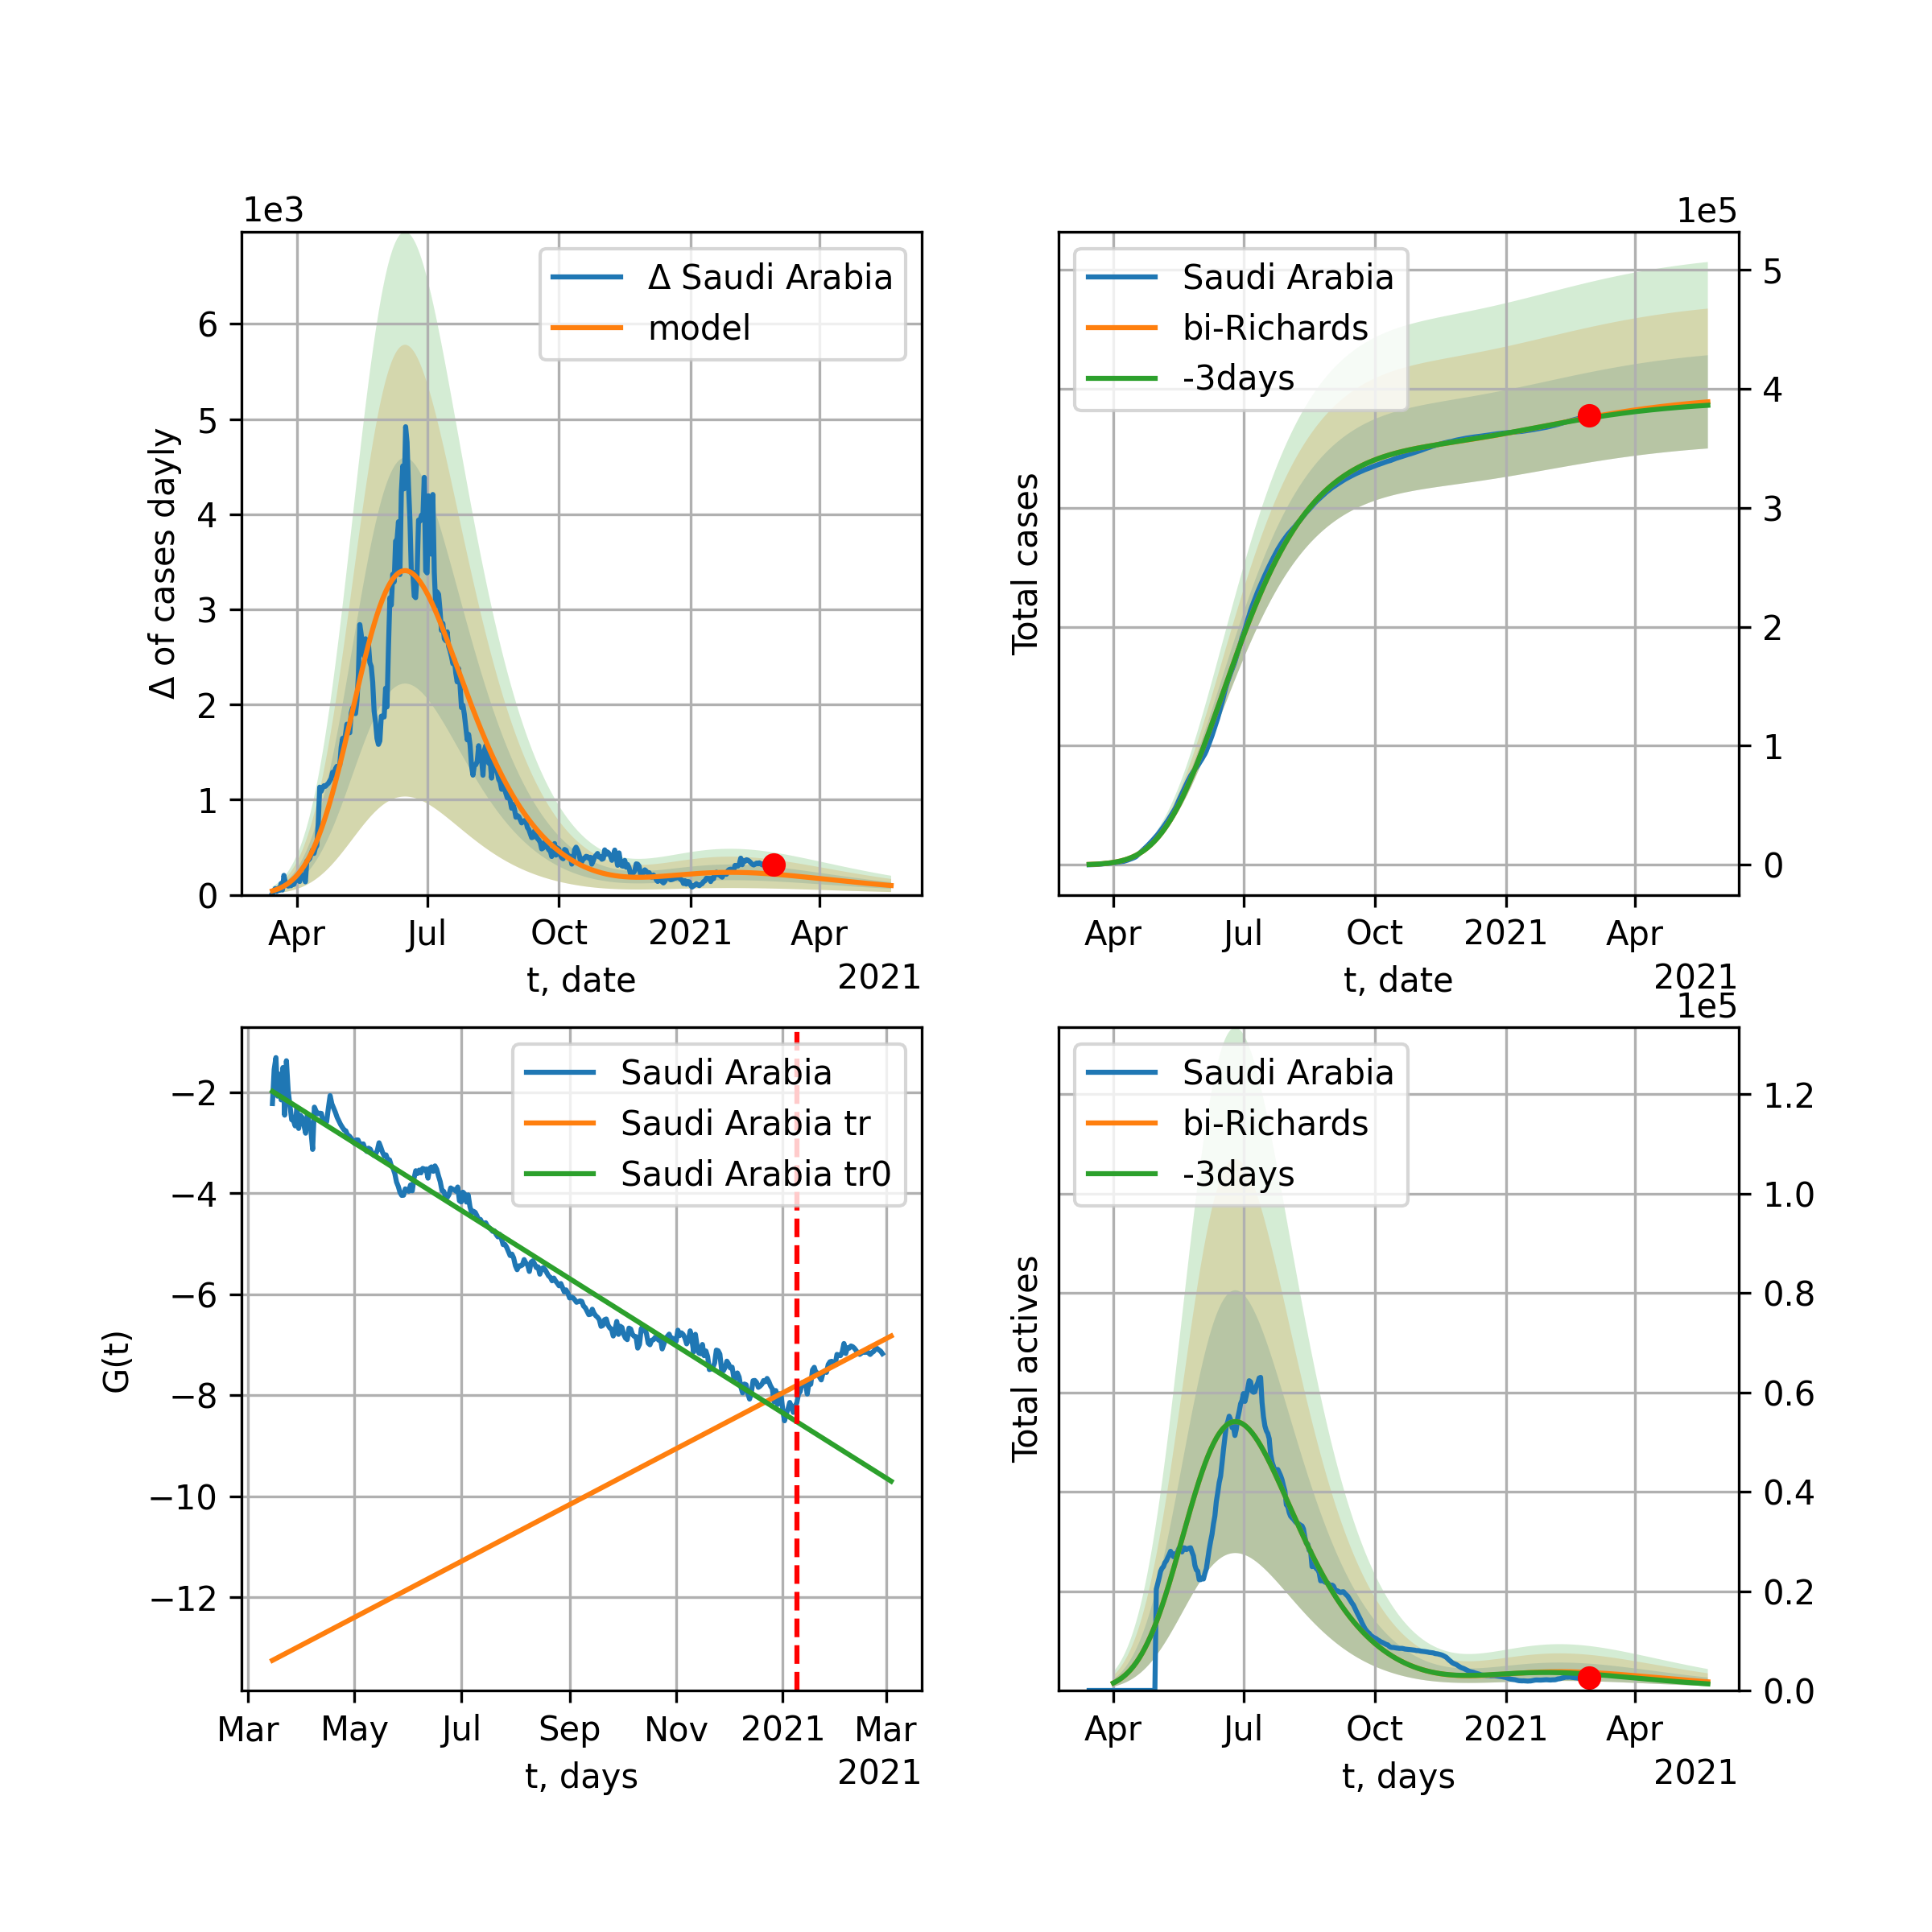 1e3
Δ of cases dayly
6
5
4
3
2
1
0
Δ Saudi Arabia
model
Apr
Jul
Oct
2021
Apr
t, date
2021
1e5
Total cases
Saudi Arabia
bi-Richards
-3days
5
4
3
2
1
0
Apr
Jul
Oct
2021
Apr
t, date
2021
G(t)
−2
−4
−6
−8
−10
−12
Saudi Arabia
Saudi Arabia tr
Saudi Arabia tr0
Mar
May
Jul
Sep
Nov
2021
Mar
t, days
2021
1e5
Total actives
Saudi Arabia
bi-Richards
-3days
1.2
1.0
0.8
0.6
0.4
0.2
0.0
Apr
Jul
Oct
2021
Apr
t, days
2021